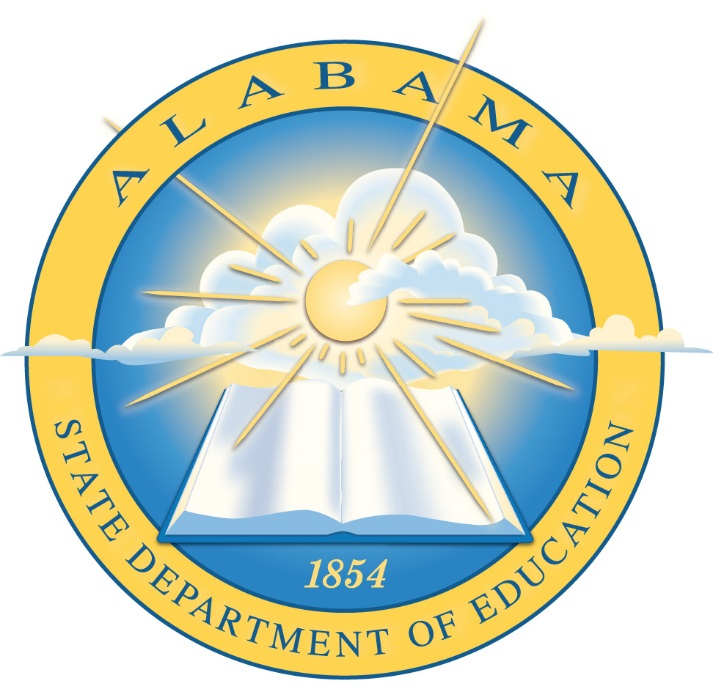 ALABAMA
1854
STATE DEPARTMENT OF EDUCATION